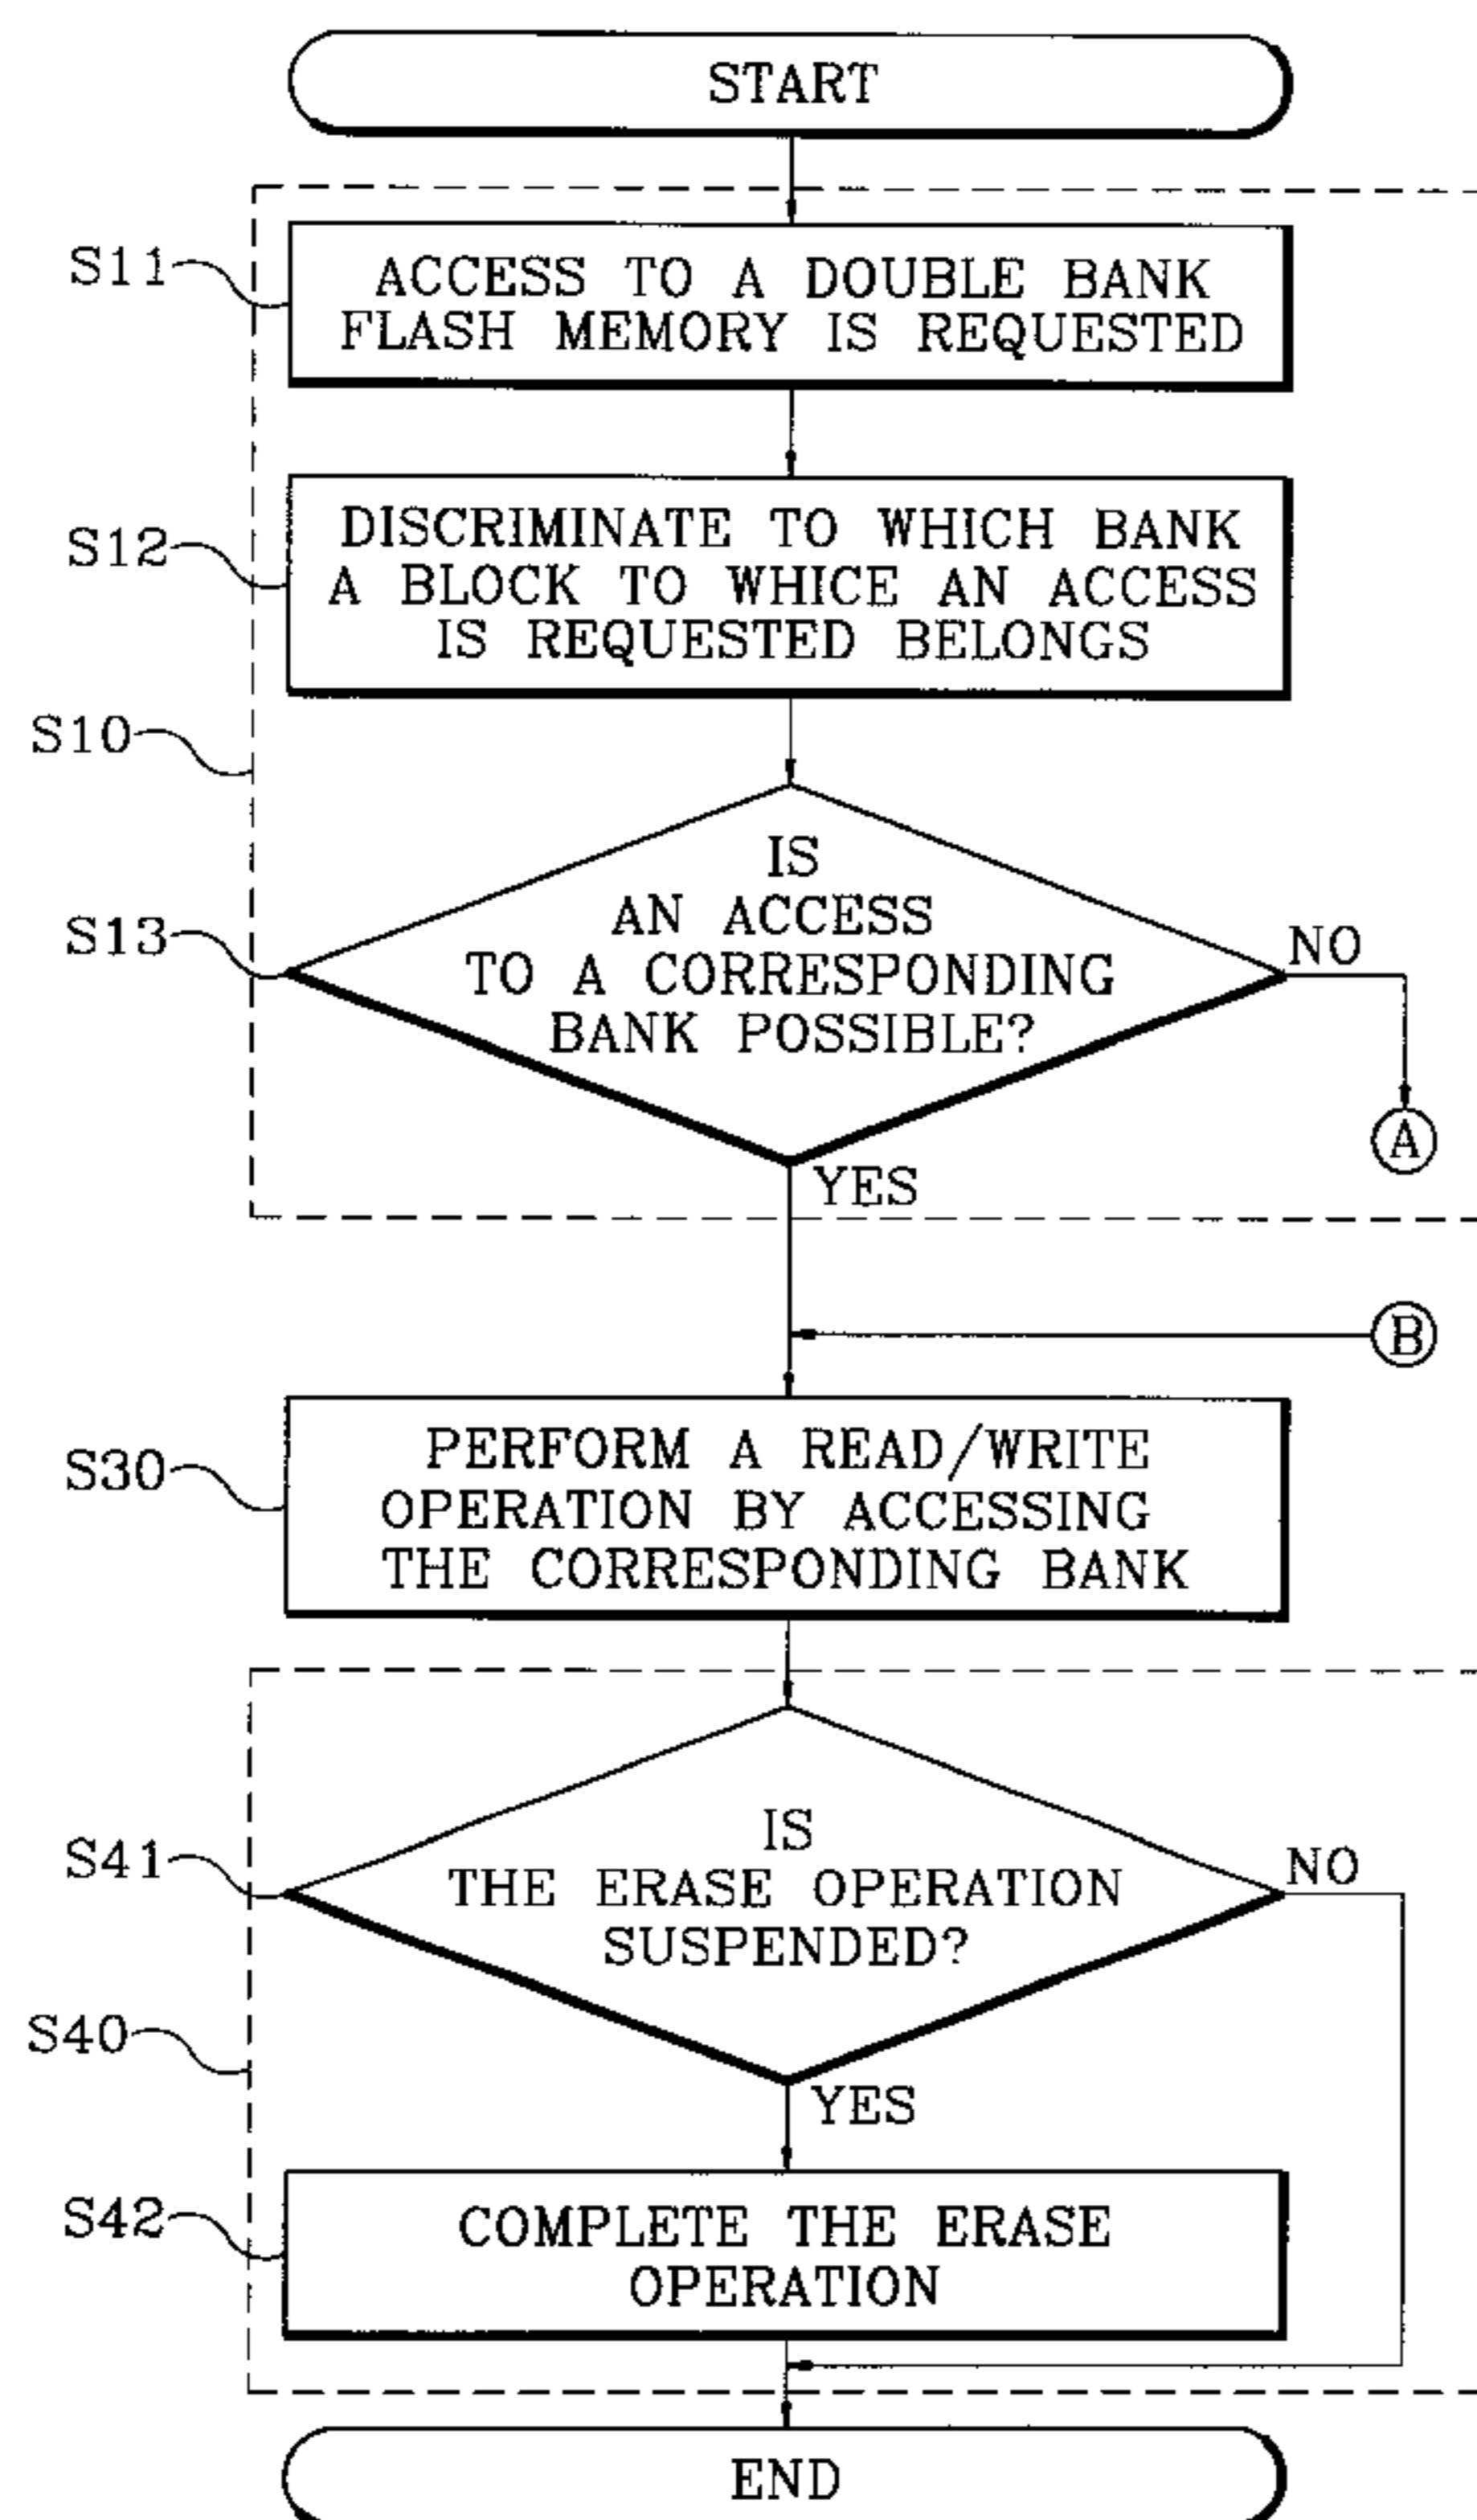 START
S11
ACCESS TO A DOUBLE BANK
FLASH MEMORY IS REQUESTED
S12
DISCRIMINATE TO WHICH BANK
A BLOCK TO WHICE AN ACCESS
IS REQUESTED BELONGS
S10
S13
IS
AN ACCESS
TO A CORRESPONDING
BANK POSSIBLE?
NO
A
YES
B
S30
PERFORM A READ/WRITE
OPERATION BY ACCESSING
THE CORRESPONDING BANK
S41
IS
THE ERASE OPERATION
SUSPENDED?
NO
S40
YES
S42
COMPLETE THE ERASE
OPERATION
END